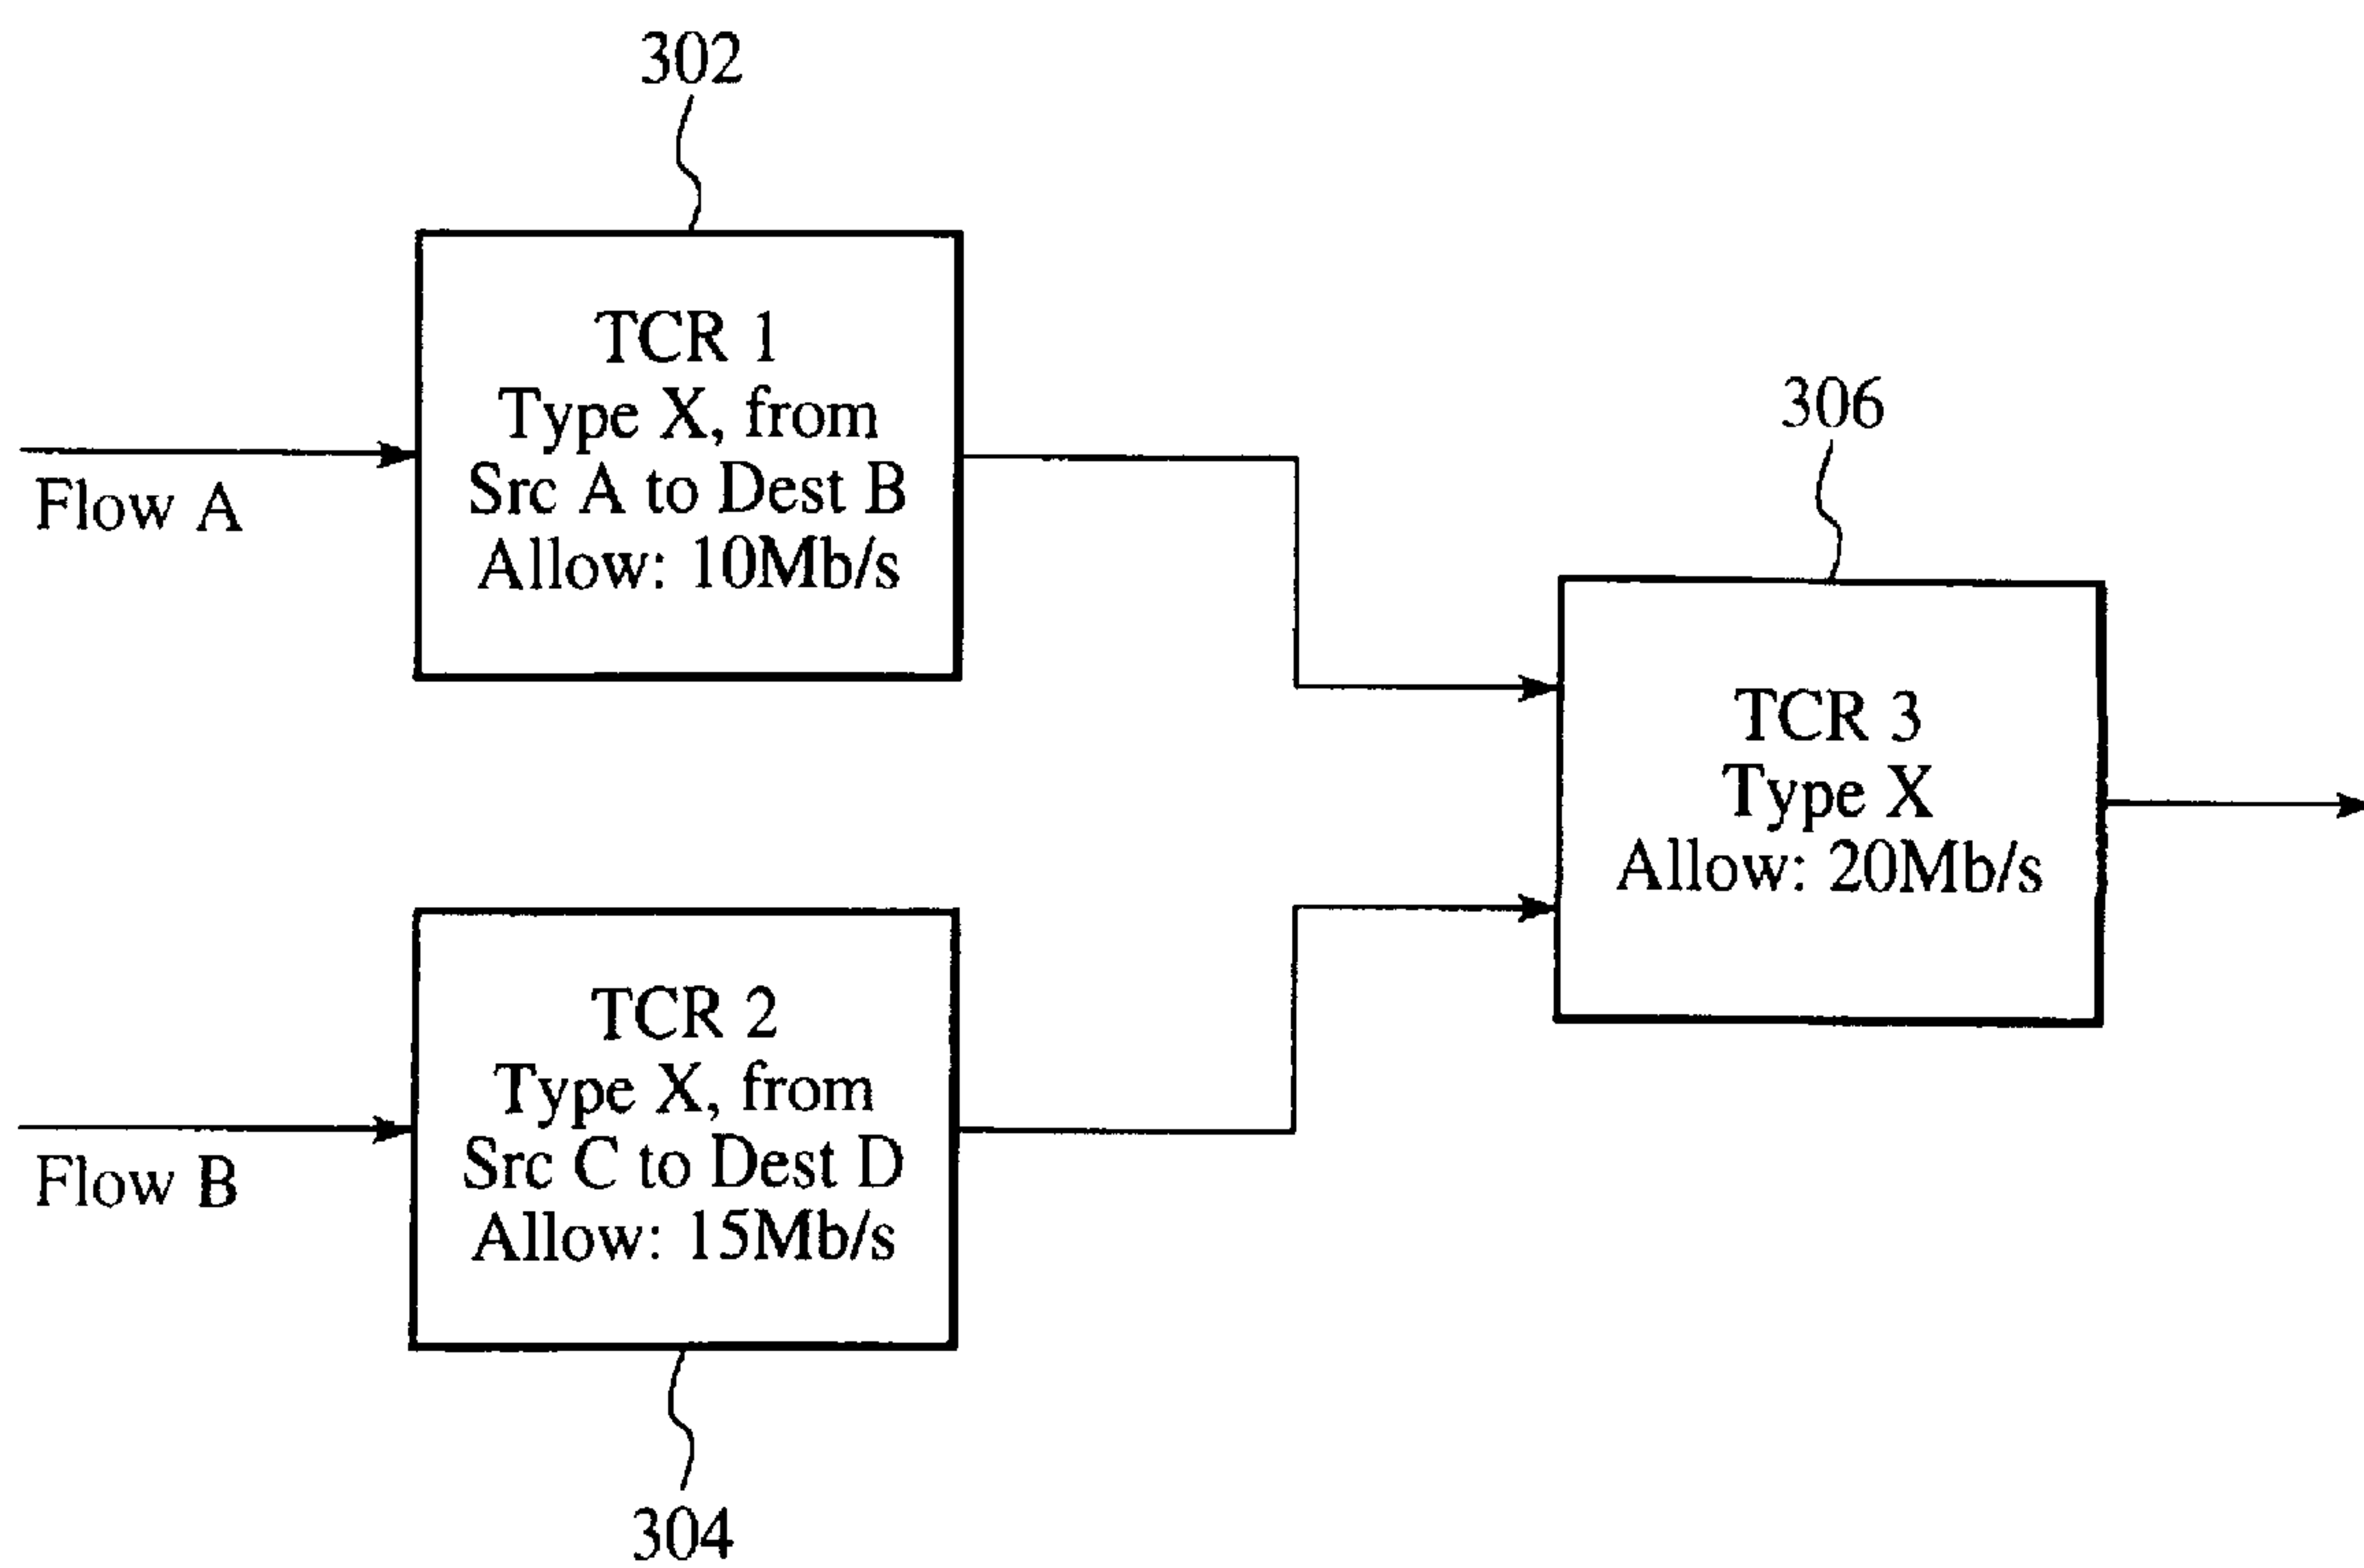 302
TCR 1
Type X, from
Src A to Dest B
Allow: 10Mb/s
Flow A
306
TCR 3
Type X
Allow: 20Mb/s
TCR 2
Type X, from
Src C to Dest D
Allow: 15Mb/s
Flow B
304